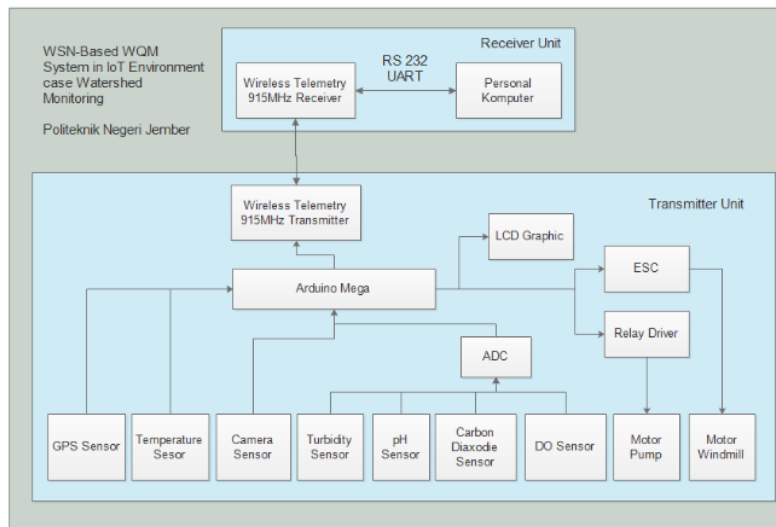 WSN-Based WQM
System in IoT Environment
case Watershed
Monitoring
Politeknik Negeri Jember
Receiver Unit
Wireless Telemetry
915MHz Receiver
RS 232
UART
Personal
Komputer
Transmitter Unit
Wireless Telemetry
915MHz Transmitter
LCD Graphic
Arduino Mega
ESC
Relay Driver
ADC
GPS Sensor
Temperature
Sesor
Camera
Sensor
Turbidity
Sensor
pH
Sensor
Carbon
Diaxodie
Sensor
DO Sensor
Motor
Pump
Motor
Windmill